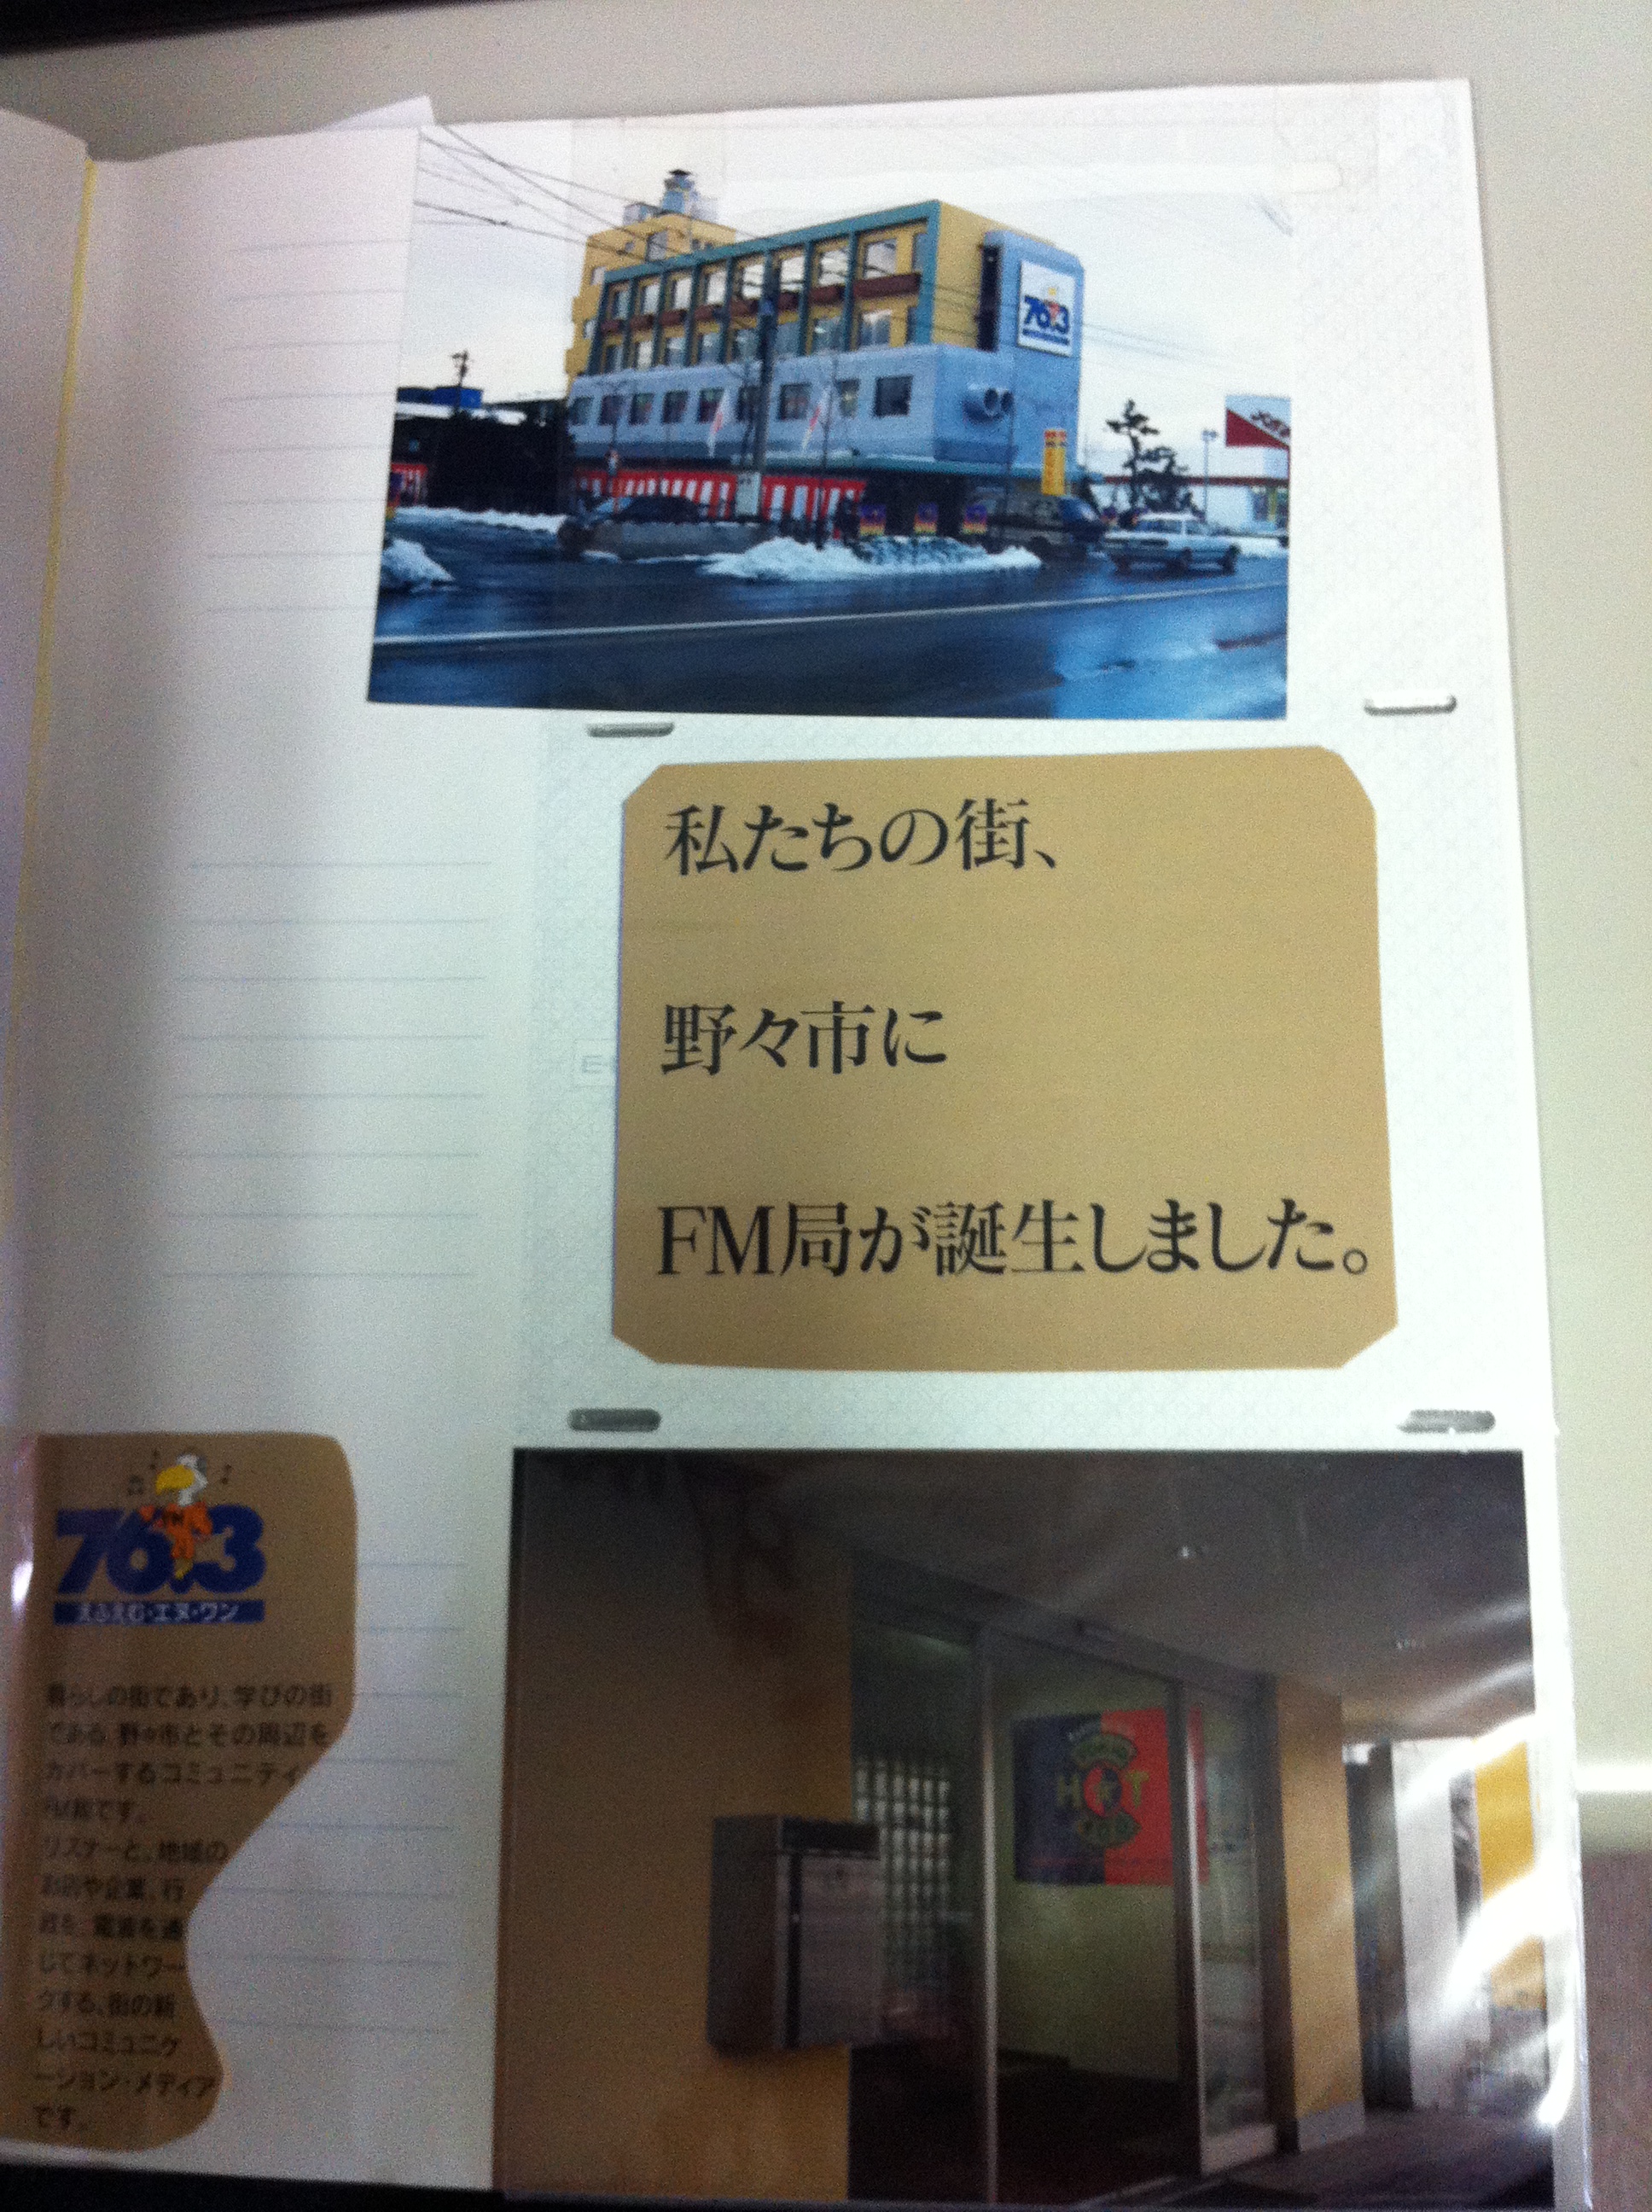 76.3
JOMO
私たちの街、
野々市に
FM局が誕生しました。
76.3
えふえむ・エヌ・ワン
暮らしの街であり、学びの街
である 野々市とその周辺を
カバーするコミュニティ
FM局です。
リスナーと、地域の
お店や企業、行
政を、電波を通
じてネットワー
クする、街の新
しいコミュニケ
ーション・メディア
です。
HOT